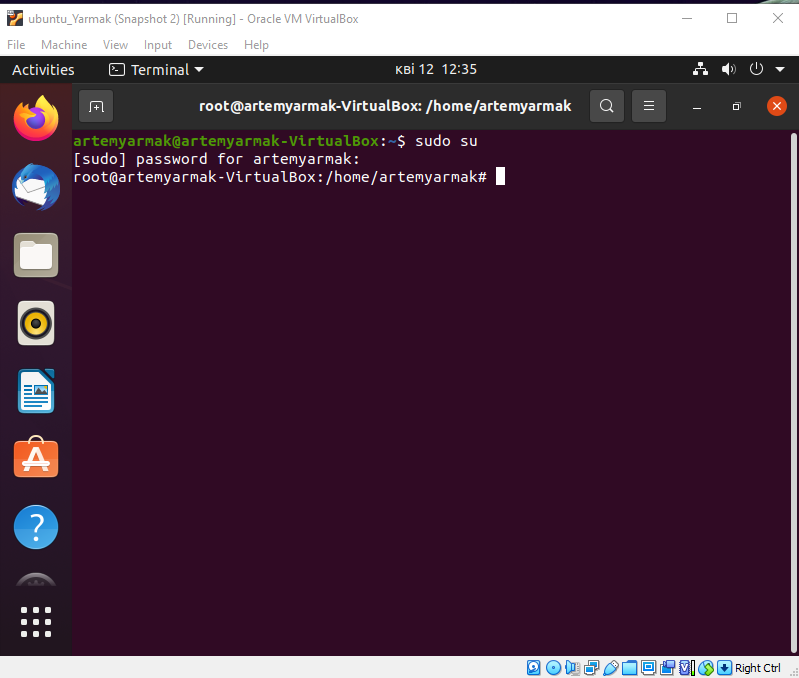 ubuntu_Yarmak (Snapshot 2) [Running] - Oracle VM VirtualBox
File Machine View Input Devices Help
Activities Terminal кві 12 12:35
root@artemyarmak-VirtualBox: /home/artemyarmak
artemyarmak@artemyarmak-VirtualBox:~$ sudo su
[sudo] password for artemyarmak:
root@artemyarmak-VirtualBox:/home/artemyarmak#
Right Ctrl